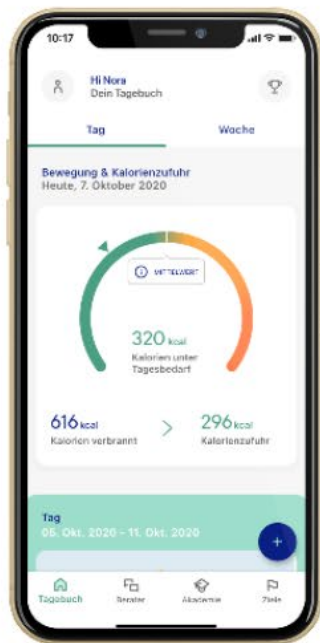 10:17
Hi Nora
Dein Tagebuch
Tag
Woche
Bewegung & Kalorienzufuhr
Heute, 7. Oktober 2020
MITTELWERT
320 kcal
Kalorien unter
Tagesbedarf
616 kcal
Kalorien verbrannt
>
296 kcal
Kalorienzufuhr
Tag
05. Okt. 2020 - 11. Okt. 2020
+
Tagebuch
Berater
Akademie
Ziele